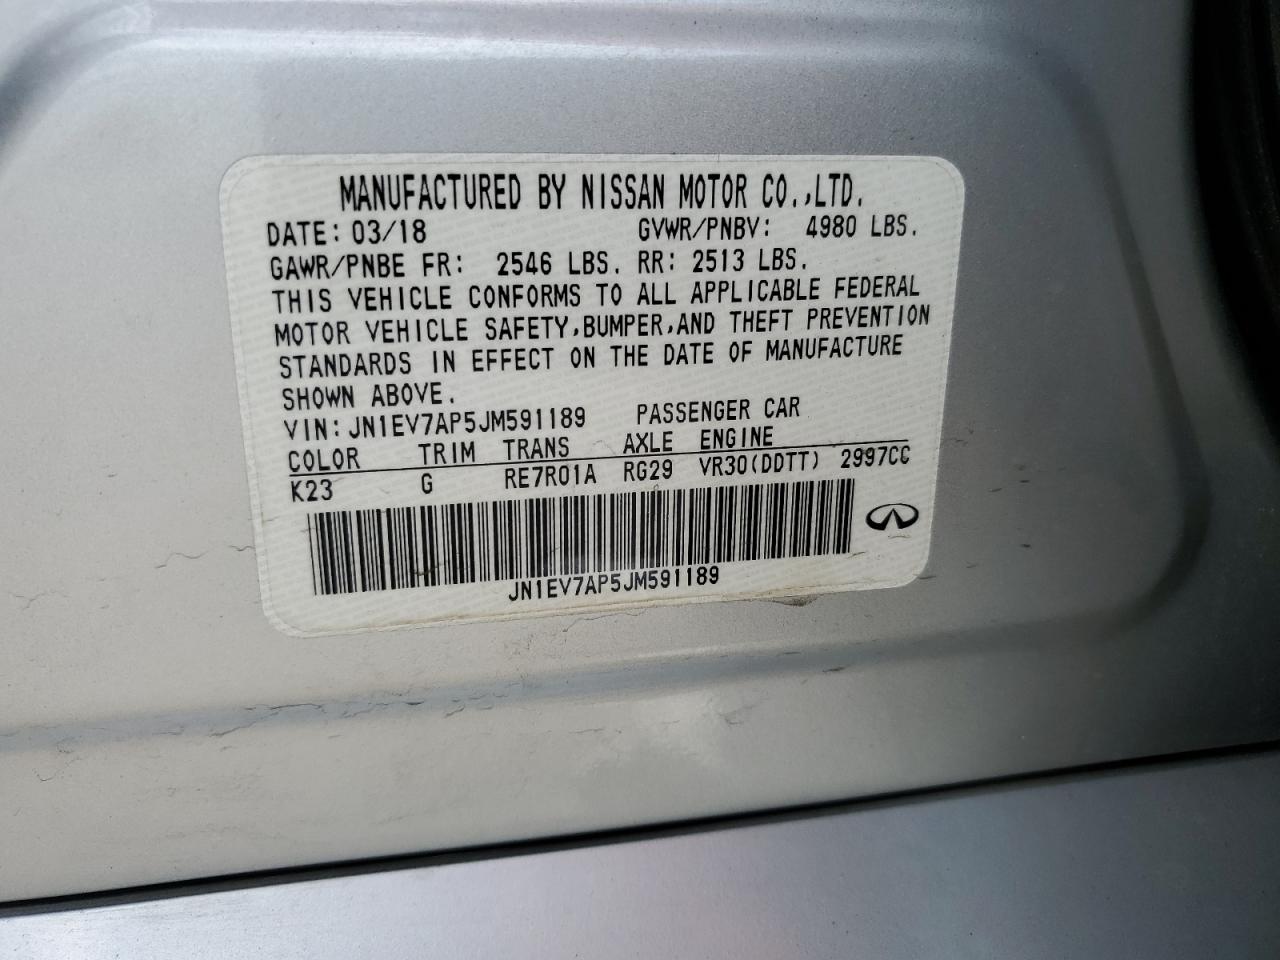 MANUFACTURED BY NISSAN MOTOR CO.,LTD.
DATE: 03/18 GVWR/PNBV: 4980 LBS.
GAWR/PNBE FR: 2546 LBS. RR: 2513 LBS.
THIS VEHICLE CONFORMS TO ALL APPLICABLE FEDERAL
MOTOR VEHICLE SAFETY,BUMPER,AND THEFT PREVENTION
STANDARDS IN EFFECT ON THE DATE OF MANUFACTURE
SHOWN ABOVE.
VIN: JN1EV7AP5JM591189 PASSENGER CAR
COLOR TRIM TRANS AXLE ENGINE
K23 G RE7R01A RG29 VR30(DDTT) 2997CC
JN1EV7AP5JM591189